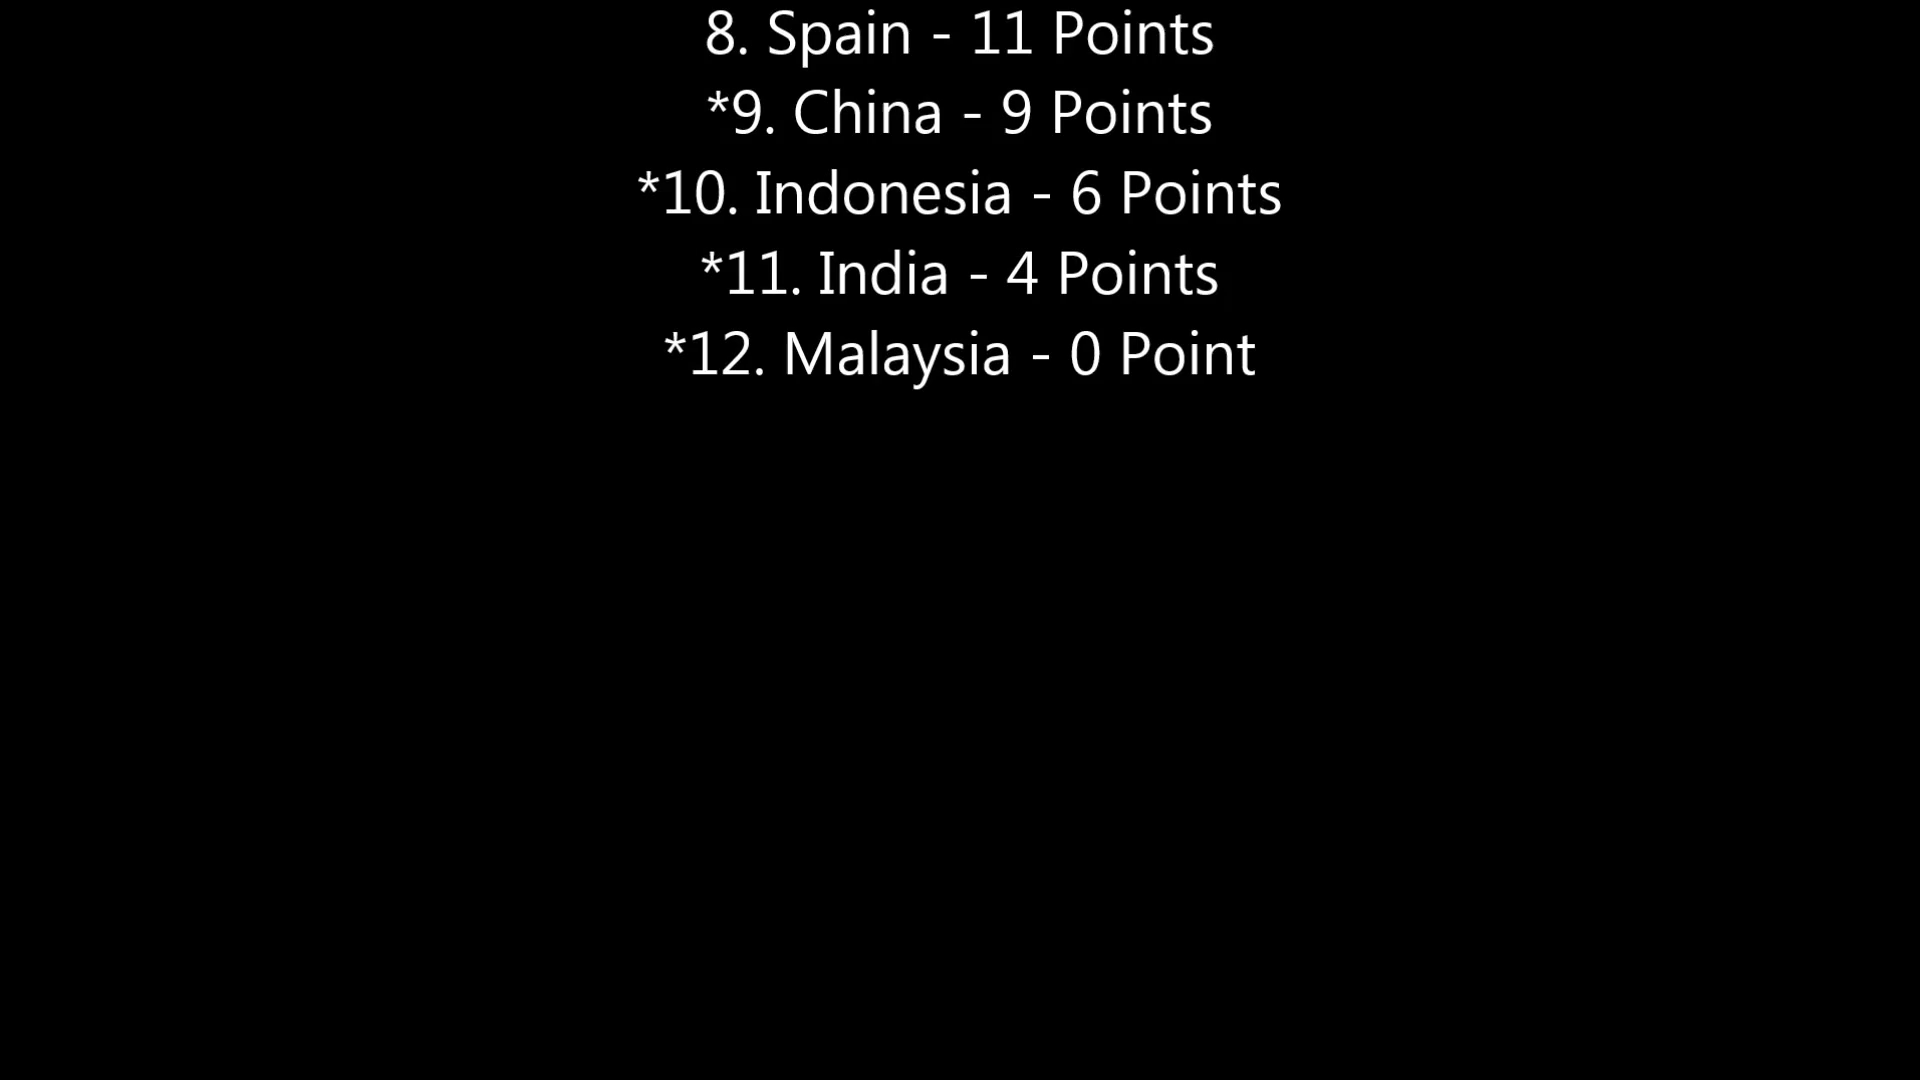 8. Spain - 11 Points
*9. China - 9 Points
*10. Indonesia - 6 Points
*11. India - 4 Points
*12. Malaysia - 0 Point